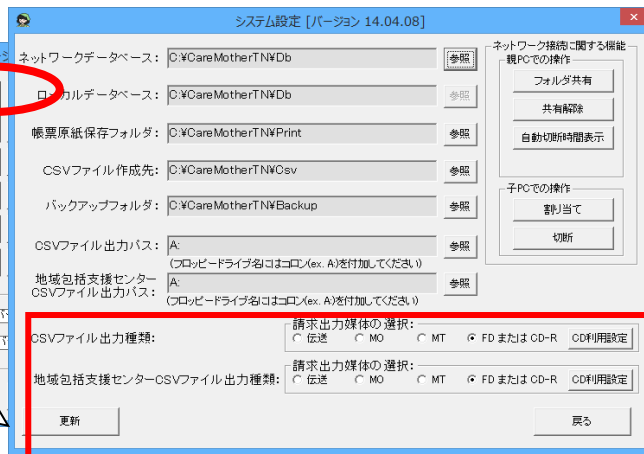 システム設定 [バージョン 14.04.08]
ネットワークデータベース: C:¥CareMotherTN¥Db 参照
ローカルデータベース: C:¥CareMotherTN¥Db 参照
帳票原紙保存フォルダ: C:¥CareMotherTN¥Print 参照
CSVファイル作成先: C:¥CareMotherTN¥Csv 参照
バックアップフォルダ: C:¥CareMotherTN¥Backup 参照
CSVファイル出力パス: A: 参照
(フロッピードライブ名にはコロン(ex. A:)を付加してください)
地域包括支援センター
CSVファイル出力パス: A: 参照
(フロッピードライブ名にはコロン(ex. A:)を付加してください)
ネットワーク接続に関する機能
親PCでの操作
フォルダ共有
共有解除
自動切断時間表示
子PCでの操作
割り当て
切断
請求出力媒体の選択:
CSVファイル出力種類: 伝送 MO MT FD または CD-R CD利用設定
請求出力媒体の選択:
地域包括支援センターCSVファイル出力種類: 伝送 MO MT FD または CD-R CD利用設定
更新 戻る